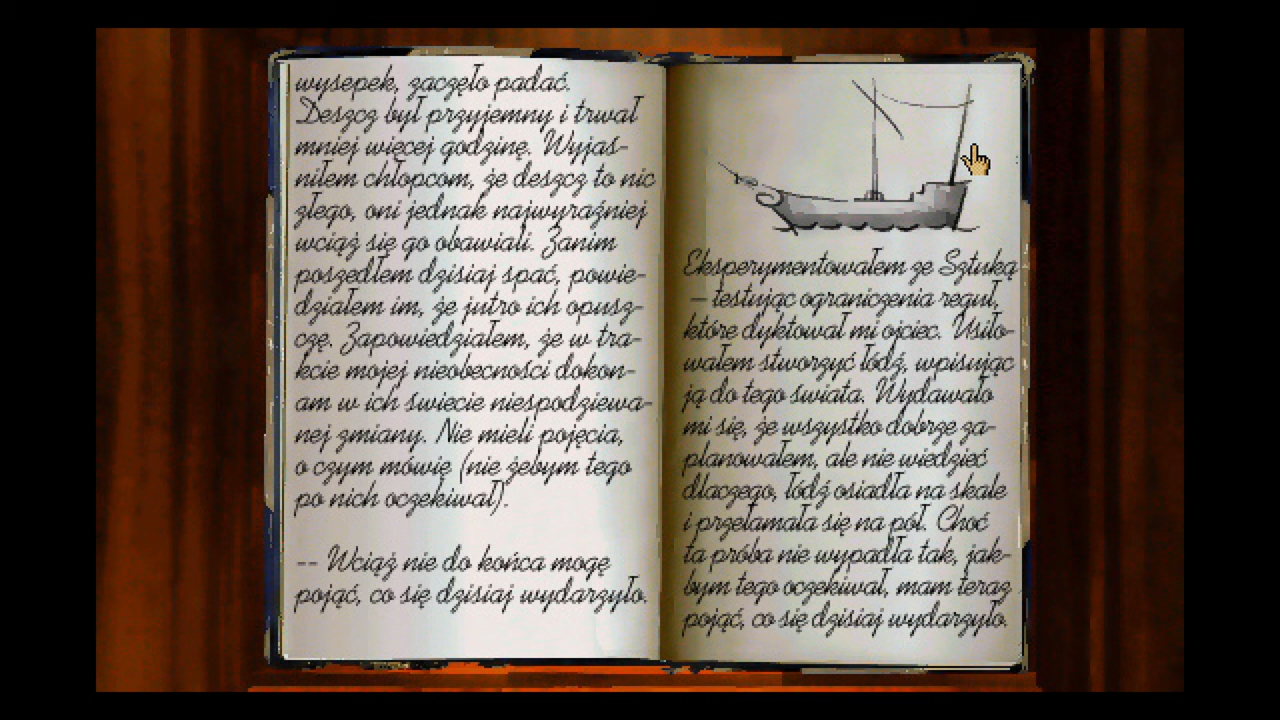 wysepek, zaczęło padać.
Deszcz był przyjemny i trwał
mniej więcej godzinę. Wyjaś-
niłem chłopcom, że deszcz to nic
złego, oni jednak najwyraźniej
wciąż się go obawiali. Zanim
poszedłem dzisiaj spać, powie-
działem im, że jutro ich opusz-
czę. Zapowiedziałem, że w tra-
kcie mojej nieobecności dokon-
am w ich świecie niespodziewa-
nej zmiany. Nie mieli pojęcia,
o czym mówię (nie żebym tego
po nich oczekiwał).
-- Wciąż nie do końca mogę
pojąć, co się dzisiaj wydarzyło.
Eksperymentowałem ze Sztuką
– testując ograniczenia reguł,
które dyktował mi ojciec. Usiło-
wałem stworzyć łódź, wpisując
ją do tego świata. Wydawało
mi się, że wszystko dobrze za-
planowałem, ale nie wiedzieć
dlaczego, łódź osiadła na skale
i przełamała się na pół. Choć
ta próba nie wypadła tak, jak-
bym tego oczekiwał, mam teraz
pojąć, co się dzisiaj wydarzyło.